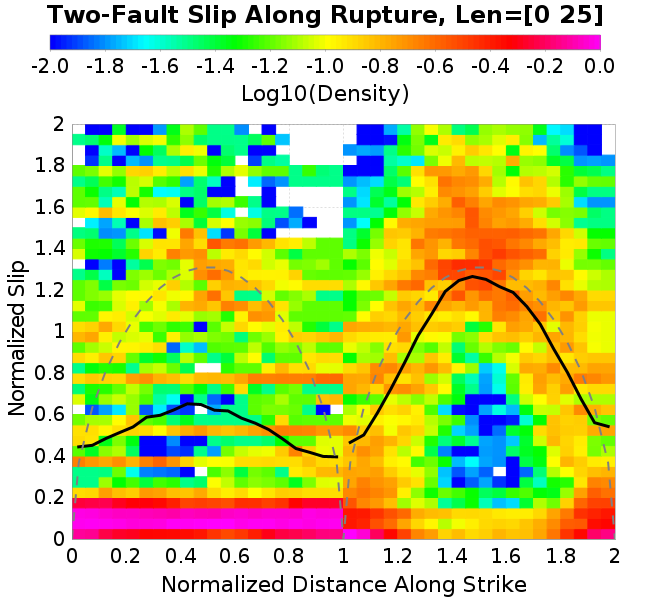 Two-Fault Slip Along Rupture, Len=[0 25]
-2.0 -1.8 -1.6 -1.4 -1.2 -1.0 -0.8 -0.6 -0.4 -0.2 0.0
Log10(Density)
2
1.8
1.6
1.4
1.2
1
0.8
0.6
0.4
0.2
0
Normalized Slip
0 0.2 0.4 0.6 0.8 1 1.2 1.4 1.6 1.8 2
Normalized Distance Along Strike